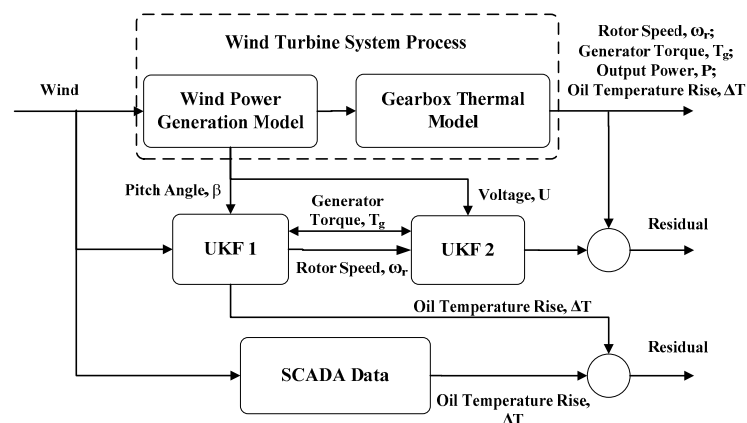 Wind Turbine System Process
Rotor Speed, ωr;
Generator Torque, Tg;
Output Power, P;
Oil Temperature Rise, ΔT
Wind
Wind Power
Generation Model
Gearbox Thermal
Model
Pitch Angle, β
Generator
Torque, Tg
Voltage, U
UKF 1
UKF 2
Residual
Rotor Speed, ωr
Oil Temperature Rise, ΔT
Residual
SCADA Data
Oil Temperature Rise,
ΔT